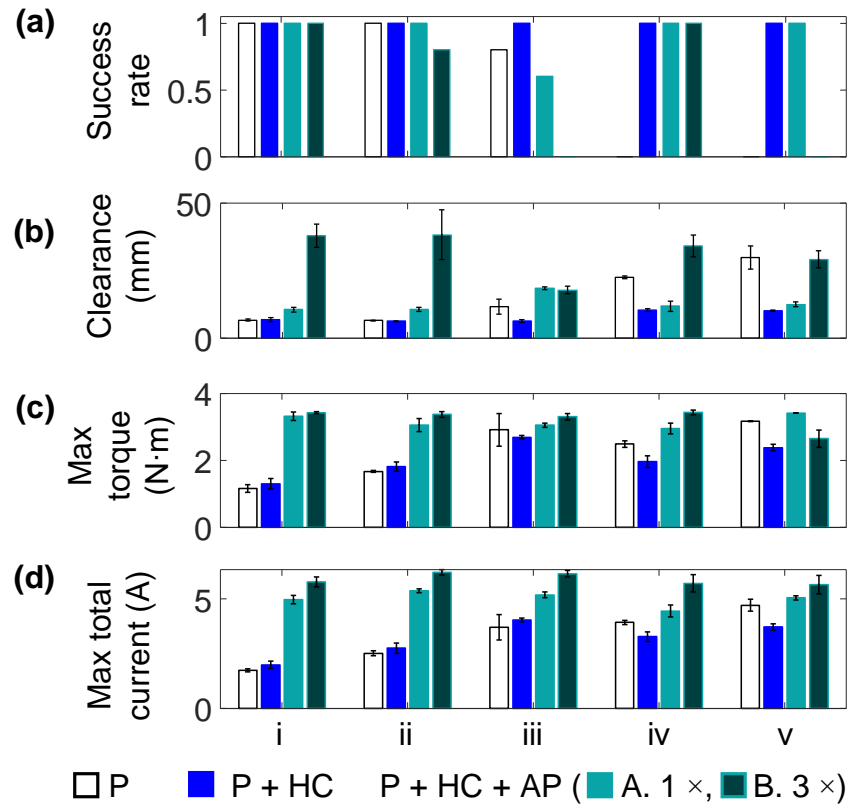 (a)
Success
rate
1
0.5
0
(b)
Clearance
(mm)
50
0
(c)
Max
torque
(N·m)
4
2
0
(d)
Max total
current (A)
5
0
i ii iii iv v
P P + HC P + HC + AP ( A. 1 ×, B. 3 ×)